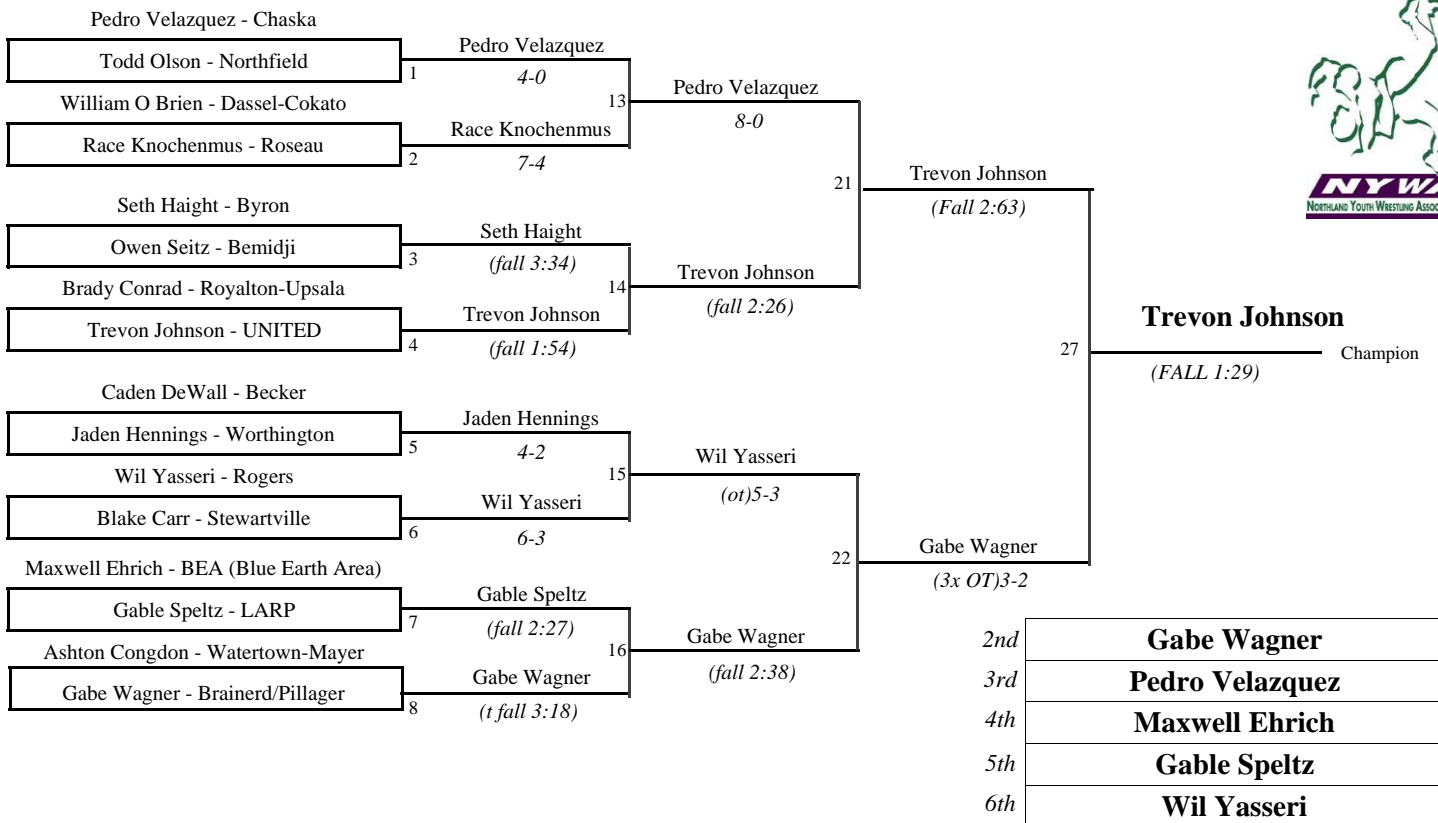 Pedro Velazquez - Chaska
Todd Olson - Northfield
1
Pedro Velazquez
4-0
William O Brien - Dassel-Cokato
Race Knochenmus - Roseau
2
Race Knochenmus
7-4
13
Pedro Velazquez
8-0
Seth Haight - Byron
Owen Seitz - Bemidji
3
Seth Haight
(fall 3:34)
Brady Conrad - Royalton-Upsala
Trevon Johnson - UNITED
4
Trevon Johnson
(fall 1:54)
14
Trevon Johnson
(fall 2:26)
21
Trevon Johnson
(Fall 2:63)
Caden DeWall - Becker
Jaden Hennings - Worthington
5
Jaden Hennings
4-2
Wil Yasseri - Rogers
Blake Carr - Stewartville
6
Wil Yasseri
6-3
15
Wil Yasseri
(ot)5-3
Maxwell Ehrich - BEA (Blue Earth Area)
Gable Speltz - LARP
7
Gable Speltz
(fall 2:27)
Ashton Congdon - Watertown-Mayer
Gabe Wagner - Brainerd/Pillager
8
Gabe Wagner
(t fall 3:18)
16
Gabe Wagner
(fall 2:38)
22
Gabe Wagner
(3x OT)3-2
27
Trevon Johnson
Champion
(FALL 1:29)
NORTHLAND YOUTH WRESTLING
2nd Gabe Wagner
3rd Pedro Velazquez
4th Maxwell Ehrich
5th Gable Speltz
6th Wil Yasseri